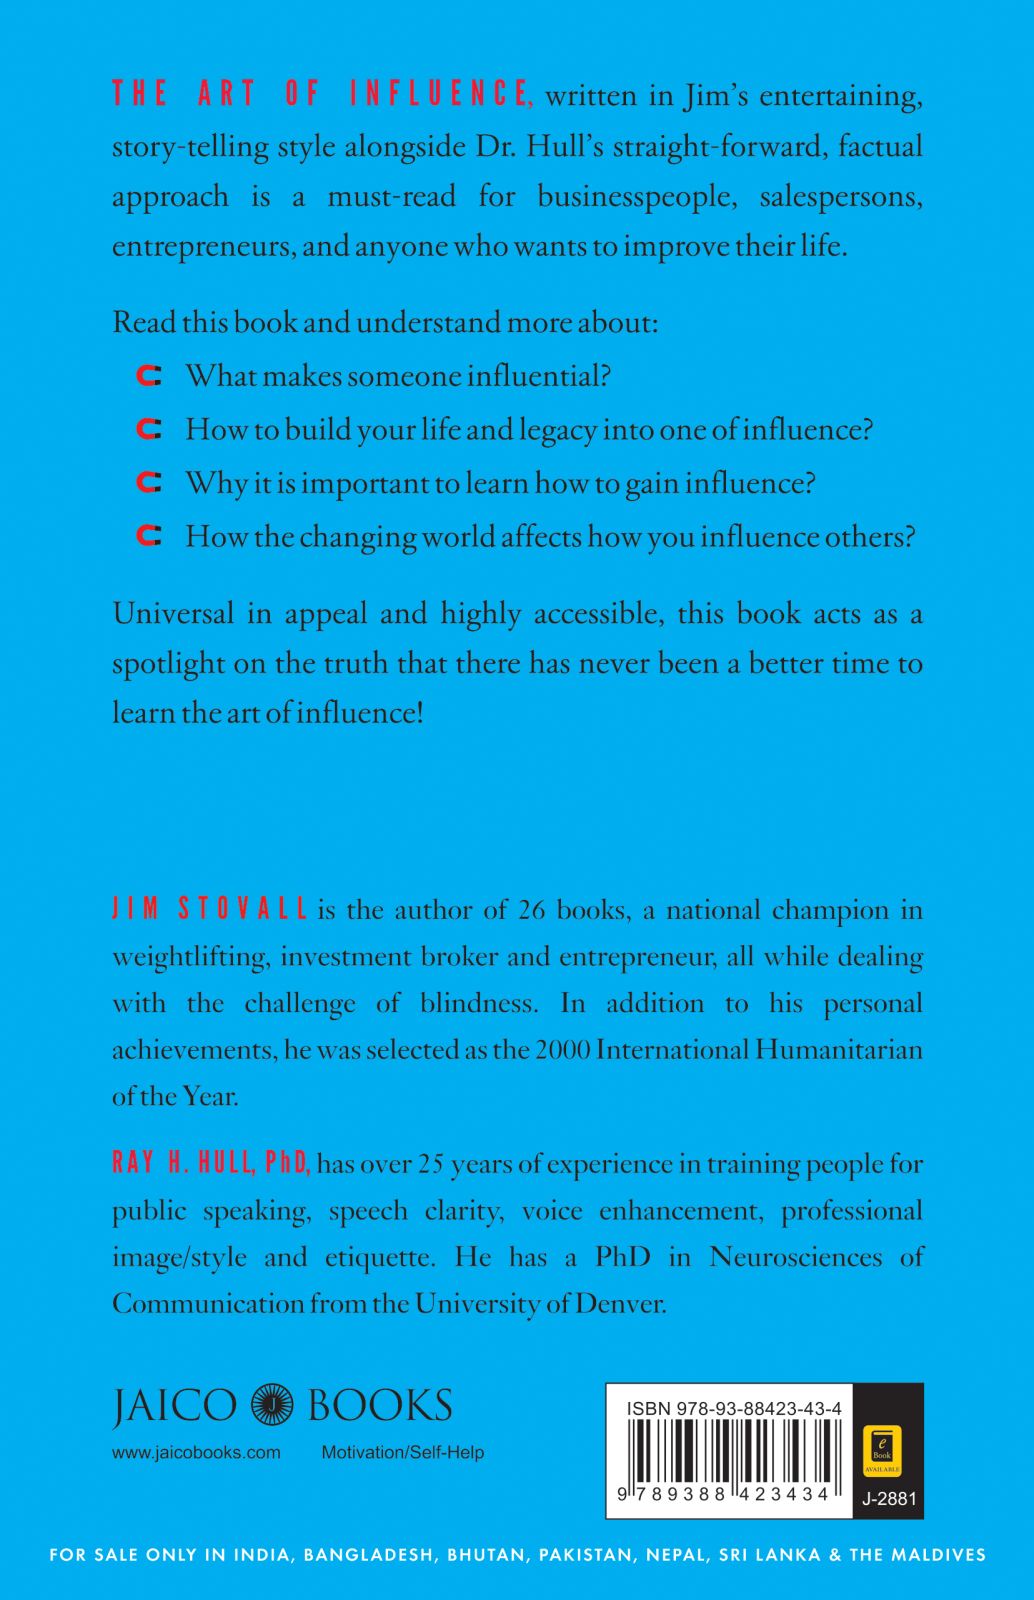 THE ART OF INFLUENCE, written in Jim's entertaining,
story-telling style alongside Dr. Hull's straight-forward, factual
approach is a must-read for businesspeople, salespersons,
entrepreneurs, and anyone who wants to improve their life.
Read this book and understand more about:
What makes someone influential?
How to build your life and legacy into one of influence?
Why it is important to learn how to gain influence?
How the changing world affects how you influence others?
Universal in appeal and highly accessible, this book acts as a
spotlight on the truth that there has never been a better time to
learn the art of influence!
JIM STOVALL is the author of 26 books, a national champion in
weightlifting, investment broker and entrepreneur, all while dealing
with the challenge of blindness. In addition to his personal
achievements, he was selected as the 2000 International Humanitarian
of the Year.
RAY H. HULL, PhD, has over 25 years of experience in training people for
public speaking, speech clarity, voice enhancement, professional
image/style and etiquette. He has a PhD in Neurosciences of
Communication from the University of Denver.
JAICO J BOOKS
www.jaicobooks.com Motivation/Self-Help
ISBN 978-93-88423-43-4
9 789388 423434
e
Book
AVAILABLE
J-2881
FOR SALE ONLY IN INDIA, BANGLADESH, BHUTAN, PAKISTAN, NEPAL, SRI LANKA & THE MALDIVES